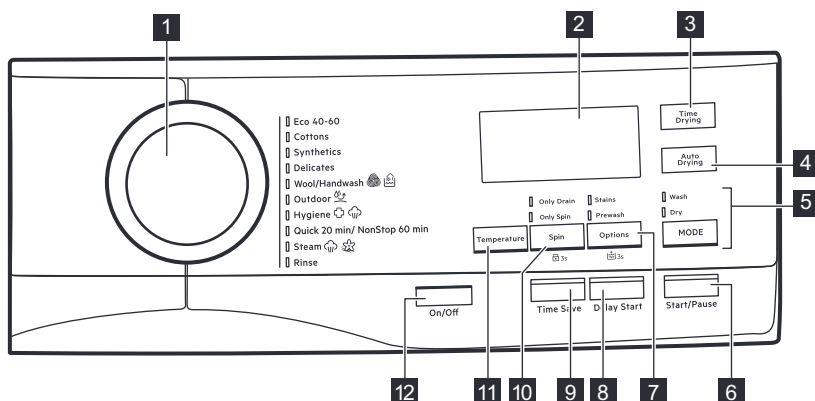 1
2
3
Time
Drying
4
Auto
Drying
Eco 40-60
Cottons
Synthetics
Delicates
Wool/Handwash
Outdoor
Hygiene
Quick 20 min/ NonStop 60 min
Steam
Rinse
Only Drain
Stains
Only Spin
Prewash
Wash
Dry
5
Temperature
Spin
Options
MODE
3s
3s
On/Off
Time Save
Delay Start
Start/Pause
12
11
10
9
8
7
6